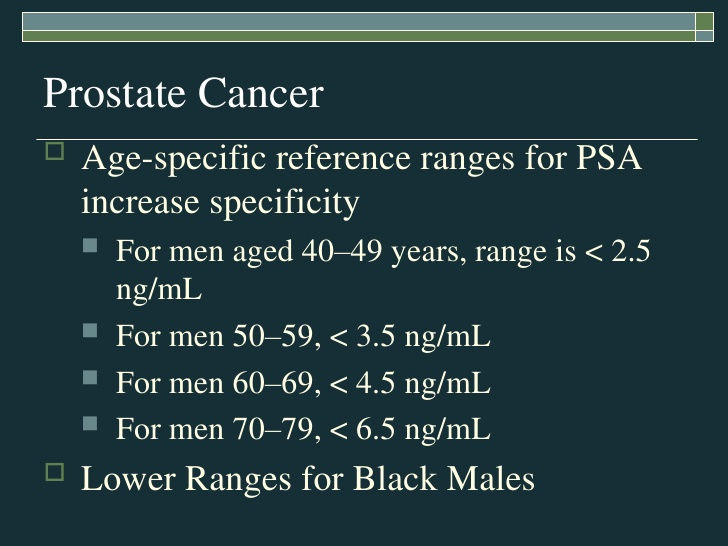 Prostate Cancer
Age-specific reference ranges for PSA
increase specificity
For men aged 40–49 years, range is < 2.5
ng/mL
For men 50–59, < 3.5 ng/mL
For men 60–69, < 4.5 ng/mL
For men 70–79, < 6.5 ng/mL
Lower Ranges for Black Males